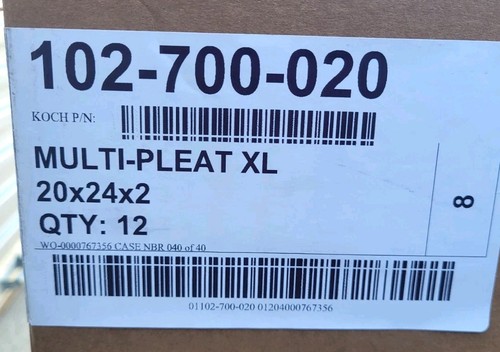 102-700-020
KOCH P/N:
MULTI-PLEAT XL
20x24x2
QTY: 12
8
WO-0000767356 CASE NBR 040 of 40
01102-700-020 01204000767356